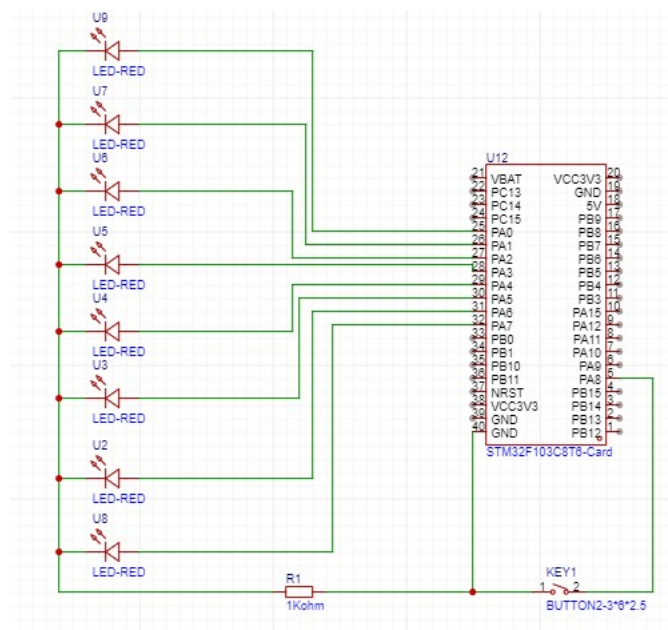 U9
LED-RED
U7
LED-RED
U6
LED-RED
U5
LED-RED
U4
LED-RED
U3
LED-RED
U2
LED-RED
U8
LED-RED
R1
1Kohm
U12
21 VBAT VCC3V3 20
22 PC13 GND 19
23 PC14 5V 18
24 PC15 PB9 17
25 PA0 PB8 16
26 PA1 PB7 15
27 PA2 PB6 14
28 PA3 PB5 13
29 PA4 PB4 12
30 PA5 PB3 11
31 PA6 PA15 10
32 PA7 PA12 9
33 PB0 PA11 8
34 PB1 PA10 7
35 PB10 PA9 6
36 PB11 PA8 5
37 NRST PB15 4
38 VCC3V3 PB14 3
39 GND PB13 2
40 GND PB12 1
STM32F103C8T6-Card
KEY1
1 2
BUTTON2-3*6*2.5